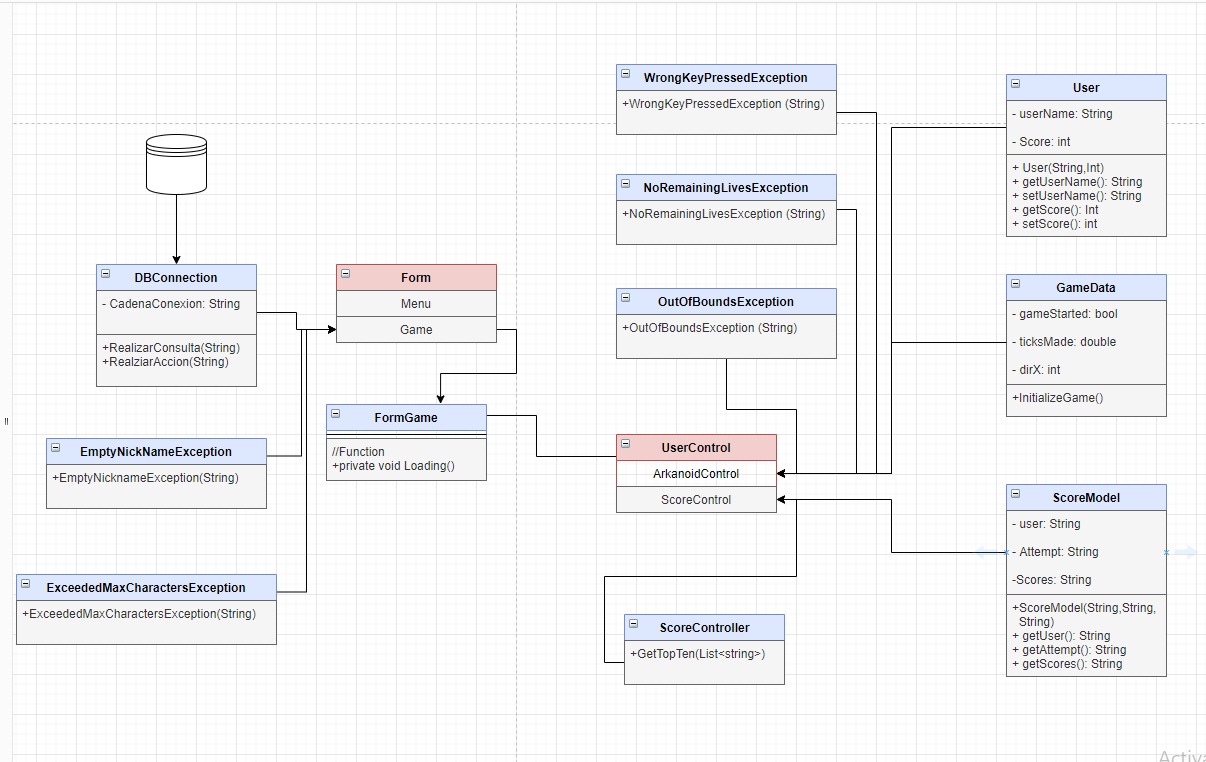 WrongKeyPressedException
+WrongKeyPressedException (String)
NoRemainingLivesException
+NoRemainingLivesException (String)
OutOfBoundsException
+OutOfBoundsException (String)
User
- userName: String
- Score: int
+ User(String,Int)
+ getUserName(): String
+ setUserName(): String
+ getScore(): Int
+ setScore(): int
DBConnection
- CadenaConexion: String
+RealizarConsulta(String)
+RealziarAccion(String)
Form
Menu
Game
GameData
- gameStarted: bool
- ticksMade: double
- dirX: int
+InitializeGame()
FormGame
//Function
+private void Loading()
EmptyNickNameException
+EmptyNicknameException(String)
UserControl
ArkanoidControl
ScoreControl
ScoreModel
- user: String
- Attempt: String
-Scores: String
+ScoreModel(String,String,
String)
+ getUser(): String
+ getAttempt(): String
+ getScores(): String
ExceededMaxCharactersException
+ExceededMaxCharactersException(String)
ScoreController
+GetTopTen(List<string>)